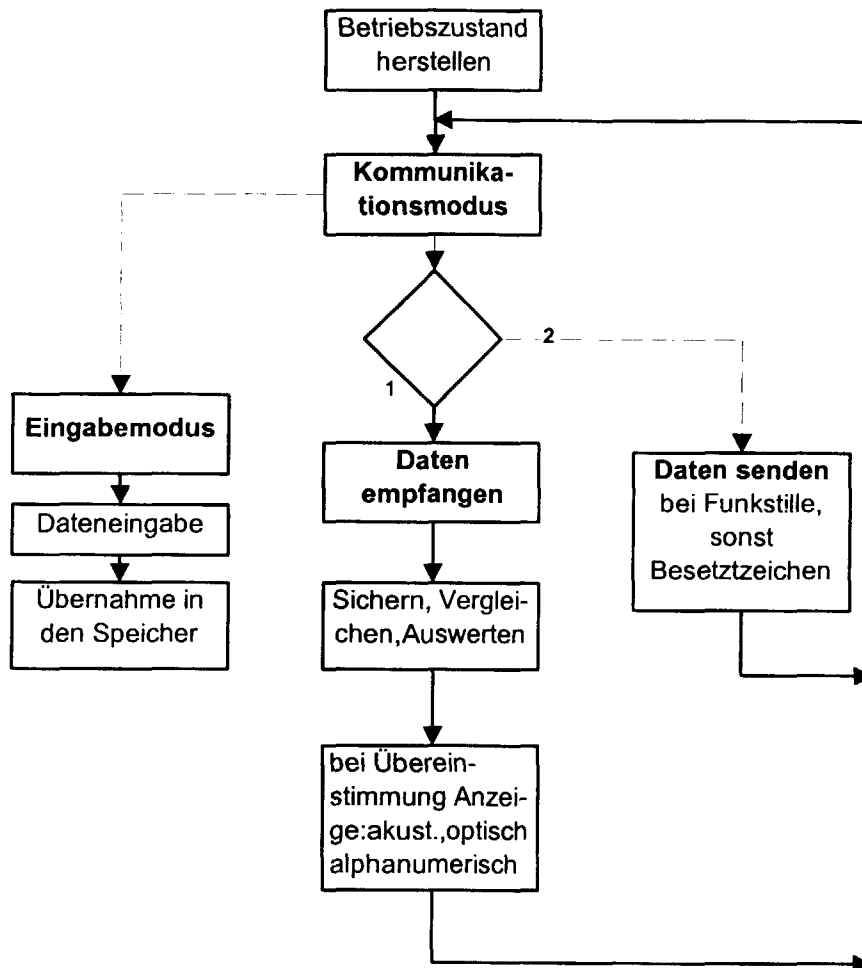 Betriebszustand
herstellen
Kommunika-
tionsmodus
2
1
Eingabemodus
Daten
empfangen
Daten senden
bei Funkstille,
sonst
Besetztzeichen
Dateneingabe
Übernahme in
den Speicher
Sichern, Verglei-
chen,Auswerten
bei Überein-
stimmung Anzei-
ge:akust.,optisch
alphanumerisch